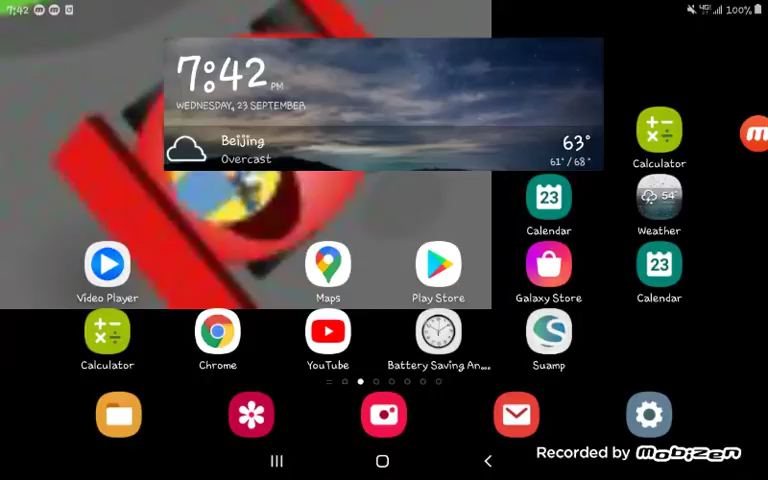 7:42
100%
7:42 PM
WEDNESDAY, 23 SEPTEMBER
Beijing
Overcast
63°
61° / 68°
Calculator
23
Calendar
54°
Weather
Video Player
Maps
Play Store
Galaxy Store
23
Calendar
Calculator
Chrome
YouTube
Battery Saving An...
Suamp
Recorded by Mobizen